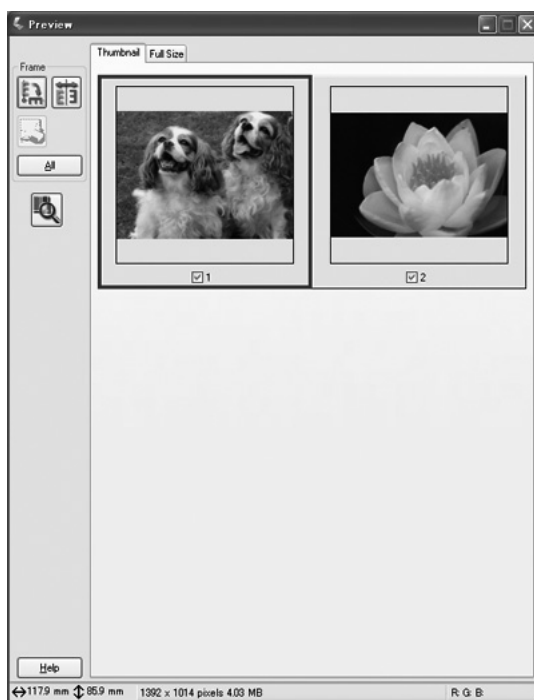 Preview
Thumbnail Full Size
Frame
All
1 2
Help
117.9 mm 85.9 mm 1392 x 1014 pixels 4.03 MB R: G: B: